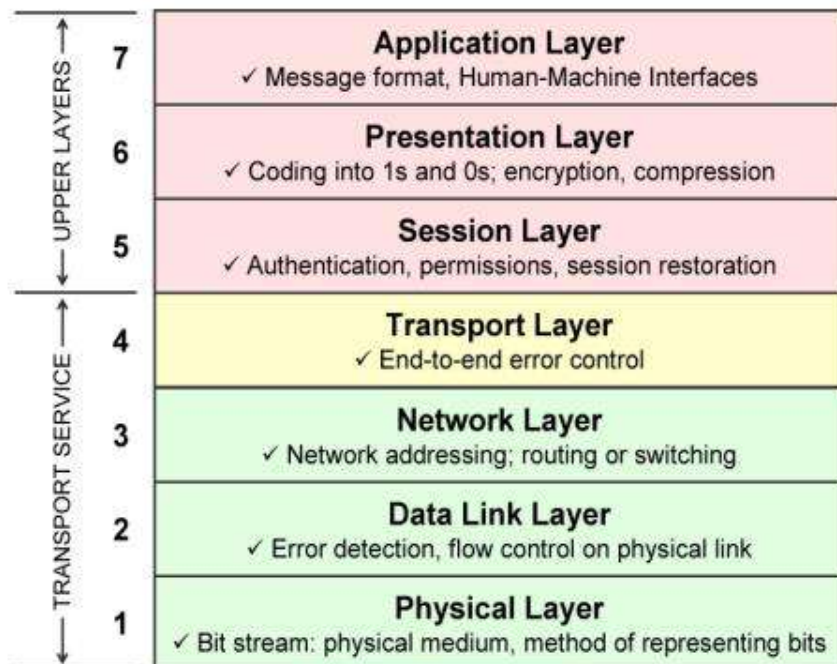 UPPER LAYERS
7
Application Layer
✓ Message format, Human-Machine Interfaces
6
Presentation Layer
✓ Coding into 1s and 0s; encryption, compression
5
Session Layer
✓ Authentication, permissions, session restoration
TRANSPORT SERVICE
4
Transport Layer
✓ End-to-end error control
3
Network Layer
✓ Network addressing; routing or switching
2
Data Link Layer
✓ Error detection, flow control on physical link
1
Physical Layer
✓ Bit stream: physical medium, method of representing bits